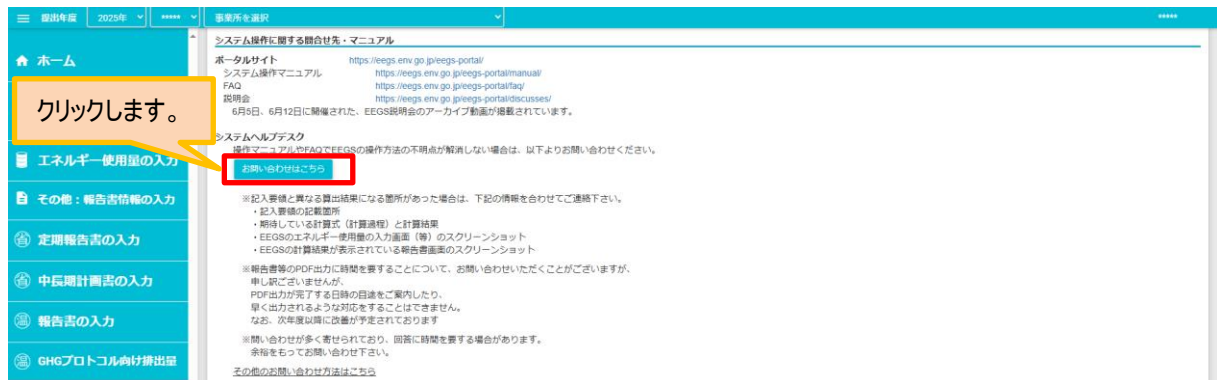 提出年度 2025年 ***** 事業所を選択 *****
システム操作に関する問合せ先・マニュアル
ホーム
ポータルサイト https://eegs.env.go.jp/eegs-portal/
システム操作マニュアル https://eegs.env.go.jp/eegs-portal/manual/
FAQ https://eegs.env.go.jp/eegs-portal/faq/
説明会 https://eegs.env.go.jp/eegs-portal/discusses/
6月5日、6月12日に開催された、EEGS説明会のアーカイブ動画が掲載されています。
クリックします。
システムヘルプデスク
操作マニュアルやFAQでEEGSの操作方法の不明点が解消しない場合は、以下よりお問い合わせください。
エネルギー使用量の入力
お問い合わせはこちら
その他:報告書情報の入力
※記入要領と異なる算出結果になる箇所があった場合は、下記の情報を合わせてご連絡下さい。
・記入要領の記載箇所
・期待している計算式(計算過程)と計算結果
・EEGSのエネルギー使用量の入力画面(等)のスクリーンショット
・EEGSの計算結果が表示されている報告書画面のスクリーンショット
省 定期報告書の入力
※報告書等のPDF出力に時間を要することについて、お問い合わせいただくことがございますが、
申し訳ございませんが、
PDF出力が完了する日時の目途をご案内したり、
早く出力されるような対応をすることはできません。
なお、次年度以降に改善が予定されております
省 中長期計画書の入力
温 報告書の入力
※問い合わせが多く寄せられており、回答に時間を要する場合があります。
余裕をもってお問い合わせ下さい。
温 GHGプロトコル向け排出量
その他のお問い合わせ方法はこちら